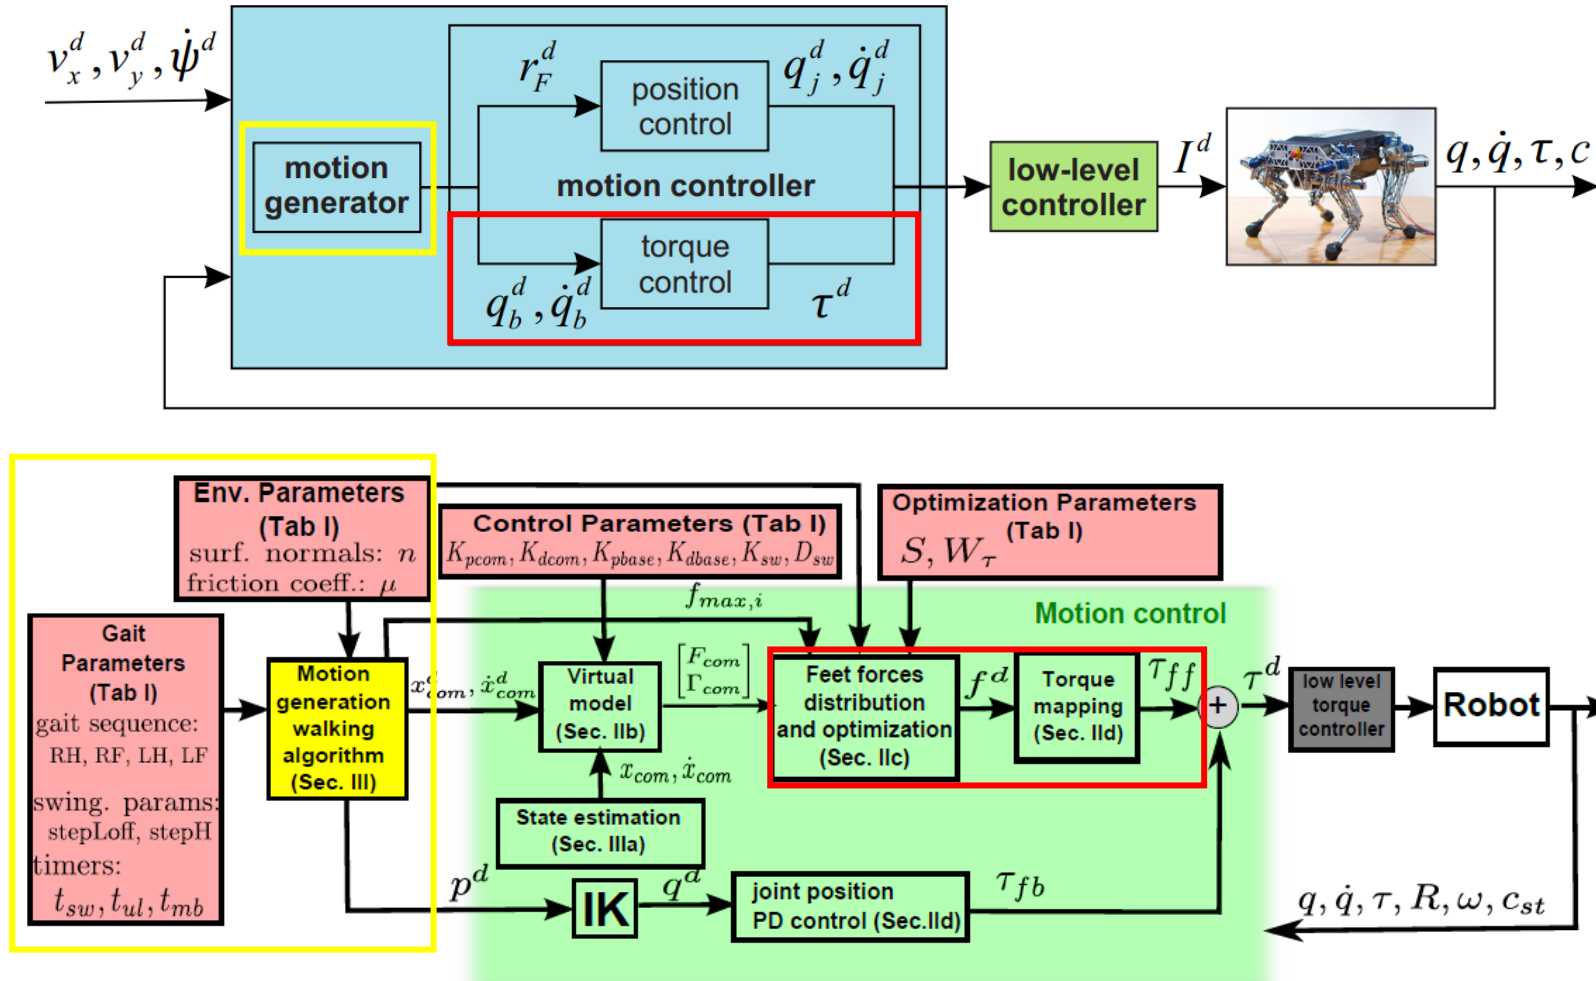 v_x^d, v_y^d, ψ̇^d
r_F^d
q_j^d, q̇_j^d
position
control
motion
generator
motion controller
low-level
controller
I^d
q, q̇, τ, c
torque
control
q_b^d, q̇_b^d
τ^d
Env. Parameters
(Tab I)
surf. normals: n
friction coeff.: μ
Control Parameters (Tab I)
K_pcom, K_dcom, K_pbase, K_dbase, K_sw, D_sw
Optimization Parameters
(Tab I)
S, W_τ
f_max,i
Motion control
Gait
Parameters
(Tab I)
gait sequence:
RH, RF, LH, LF
swing. params:
stepLoff, stepH
timers:
t_sw, t_ul, t_mb
Motion
generation
walking
algorithm
(Sec. III)
x_com^d, ẋ_com^d
Virtual
model
(Sec. IIb)
[F_com
Γ_com]
Feet forces
distribution
and optimization
(Sec. IIc)
f^d
Torque
mapping
(Sec. IId)
τ_ff
+
τ^d
low level
torque
controller
Robot
x_com, ẋ_com
State estimation
(Sec. IIIa)
p^d
IK
q^d
joint position
PD control (Sec.IId)
τ_fb
q, q̇, τ, R, ω, c_st